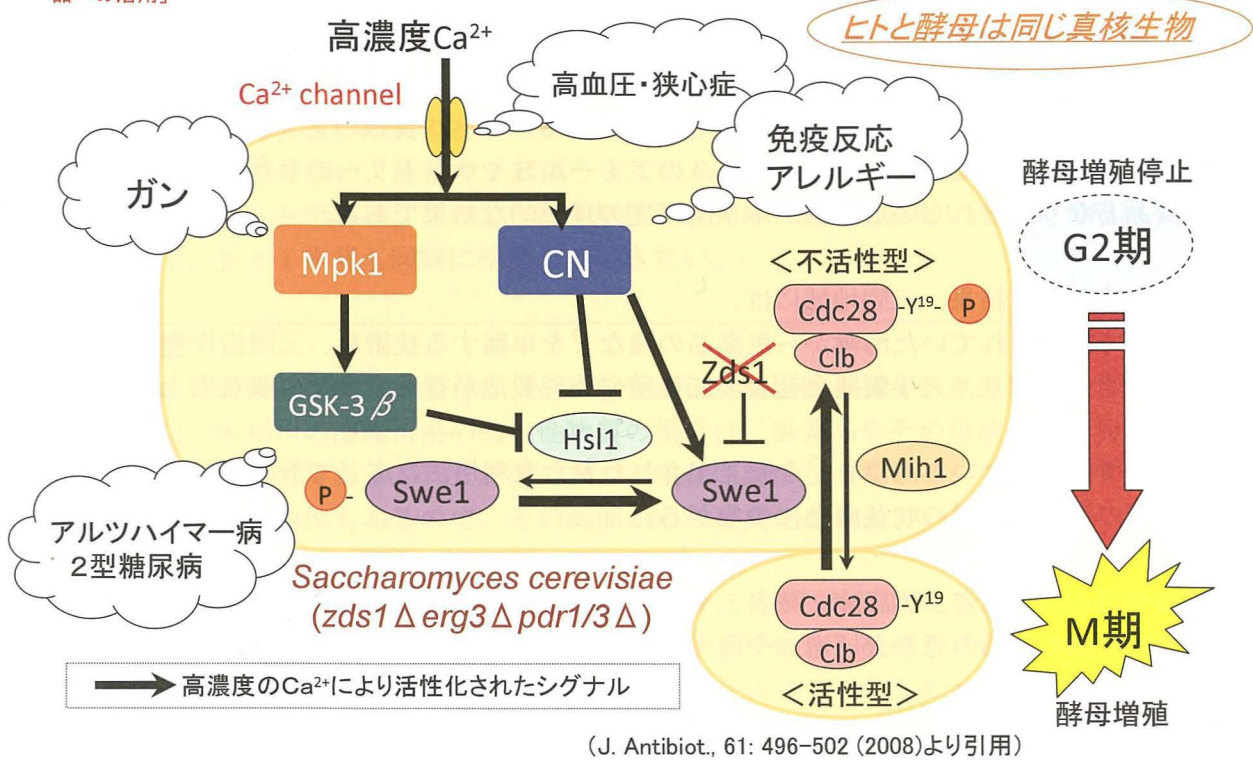 品への活用」
ヒトと酵母は同じ真核生物
高濃度Ca²⁺
Ca²⁺ channel
高血圧・狭心症
免疫反応
アレルギー
ガン
酵母増殖停止
G2期
Mpk1
CN
<不活性型>
Cdc28 -Y¹⁹- P
Clb
Zds1
GSK-3β
Hsl1
Mih1
P - Swe1
Swe1
アルツハイマー病
2型糖尿病
Saccharomyces cerevisiae
(zds1Δerg3Δpdr1/3Δ)
Cdc28 -Y¹⁹
Clb
<活性型>
M期
酵母増殖
高濃度のCa²⁺により活性化されたシグナル
(J. Antibiot., 61: 496-502 (2008)より引用)